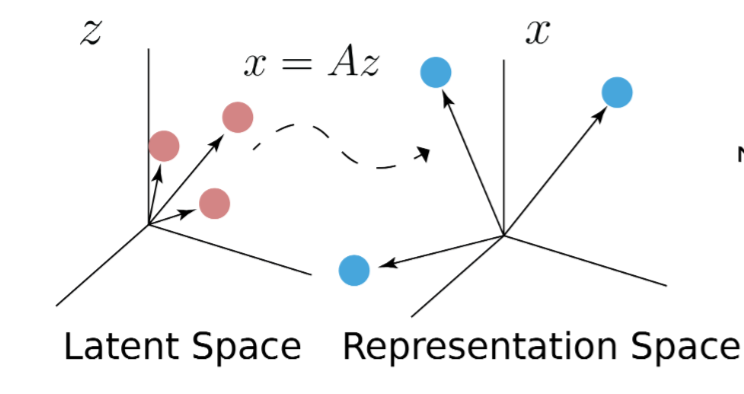 z
x = Az
x
Latent Space
Representation Space